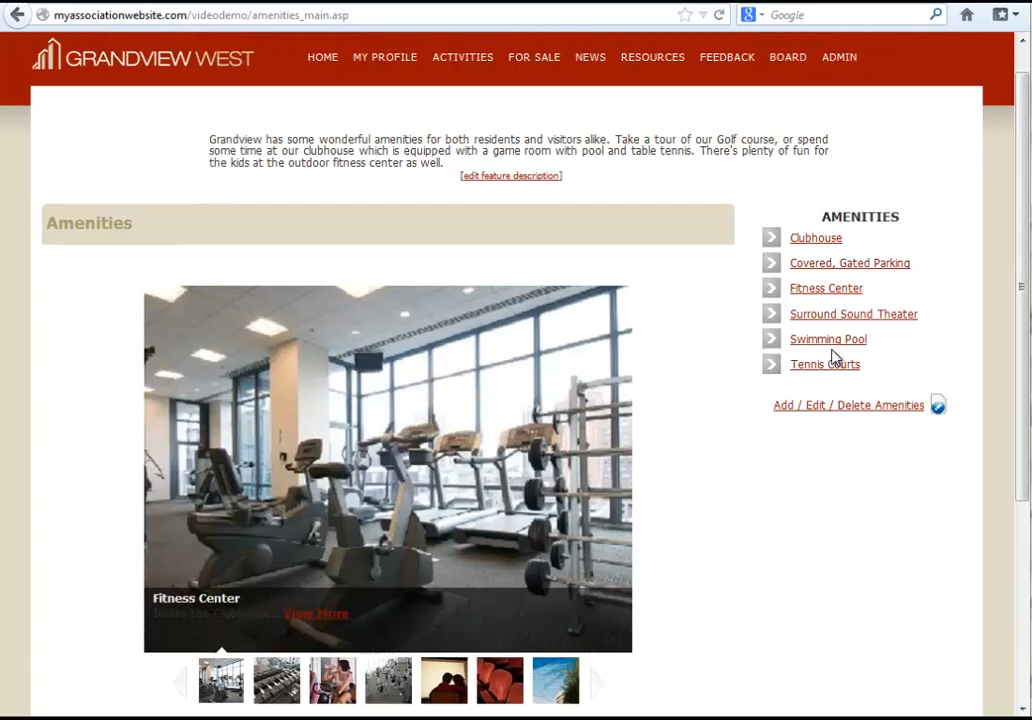 myassociationwebsite.com/videodemo/amenities_main.asp
Google
GRANDVIEW WEST
HOME MY PROFILE ACTIVITIES FOR SALE NEWS RESOURCES FEEDBACK BOARD ADMIN
Grandview has some wonderful amenities for both residents and visitors alike. Take a tour of our Golf course, or spend
some time at our clubhouse which is equipped with a game room with pool and table tennis. There's plenty of fun for
the kids at the outdoor fitness center as well.
[edit feature description]
Amenities
AMENITIES
Clubhouse
Covered, Gated Parking
Fitness Center
Surround Sound Theater
Swimming Pool
Tennis Courts
Add / Edit / Delete Amenities
Fitness Center
Inside the Clubhouse... View More